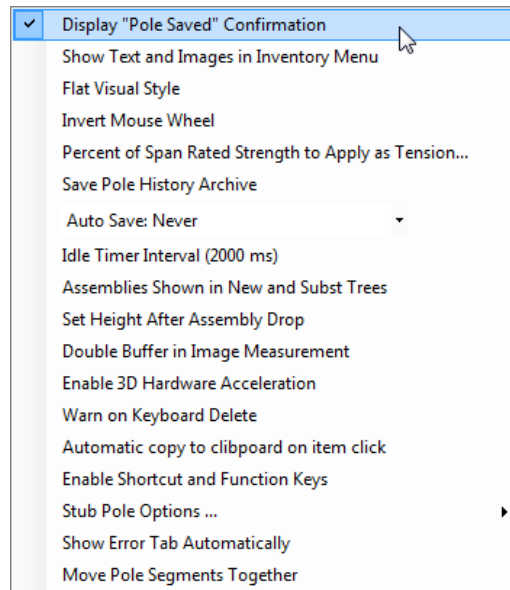 Display "Pole Saved" Confirmation
Show Text and Images in Inventory Menu
Flat Visual Style
Invert Mouse Wheel
Percent of Span Rated Strength to Apply as Tension...
Save Pole History Archive
Auto Save: Never
Idle Timer Interval (2000 ms)
Assemblies Shown in New and Subst Trees
Set Height After Assembly Drop
Double Buffer in Image Measurement
Enable 3D Hardware Acceleration
Warn on Keyboard Delete
Automatic copy to clibpoard on item click
Enable Shortcut and Function Keys
Stub Pole Options ...
Show Error Tab Automatically
Move Pole Segments Together